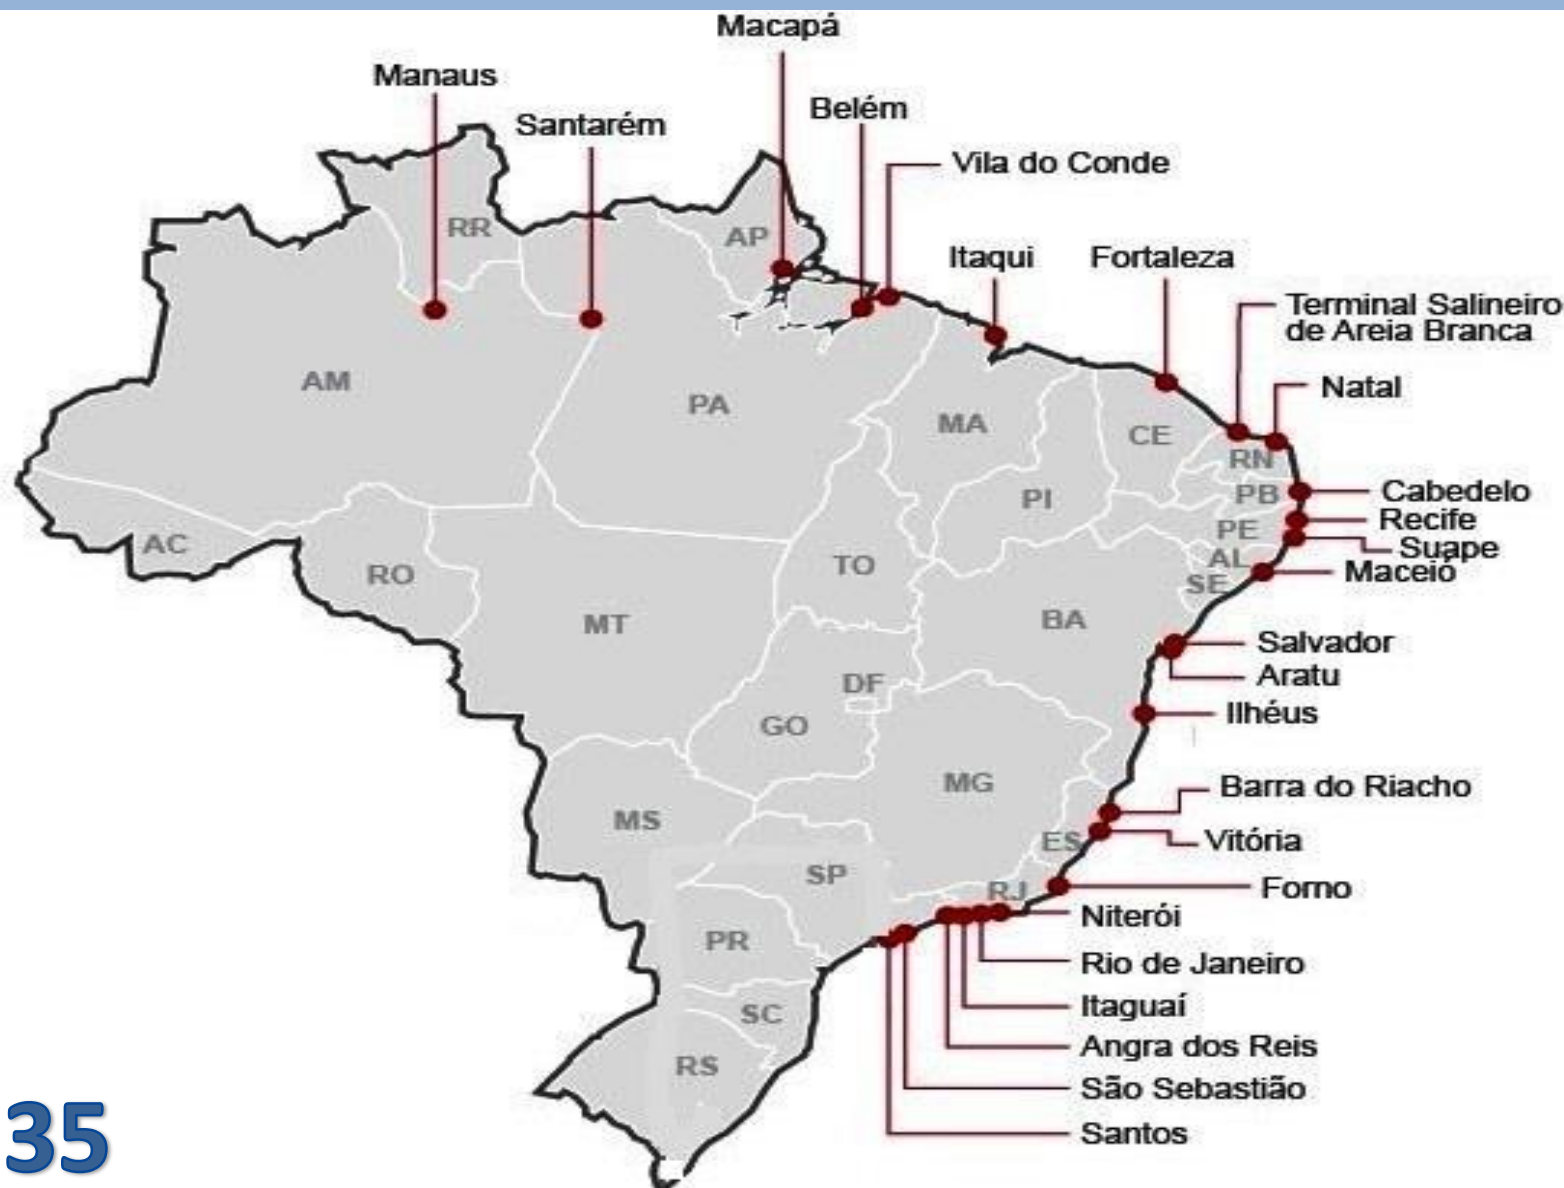 Macapá
Manaus
Belém
Santarém
Vila do Conde
RR
AP
Itaqui
Fortaleza
Terminal Salineiro
de Areia Branca
AM
Natal
PA
MA
CE
RN
PI
PB
Cabedelo
Recife
PE
Suape
AC
AL
Maceió
RO
TO
SE
MT
BA
Salvador
Aratu
DF
Ilhéus
GO
MG
Barra do Riacho
MS
ES
Vitória
SP
RJ
Forno
Niterói
PR
Rio de Janeiro
Itaguaí
SC
Angra dos Reis
RS
São Sebastião
Santos
35